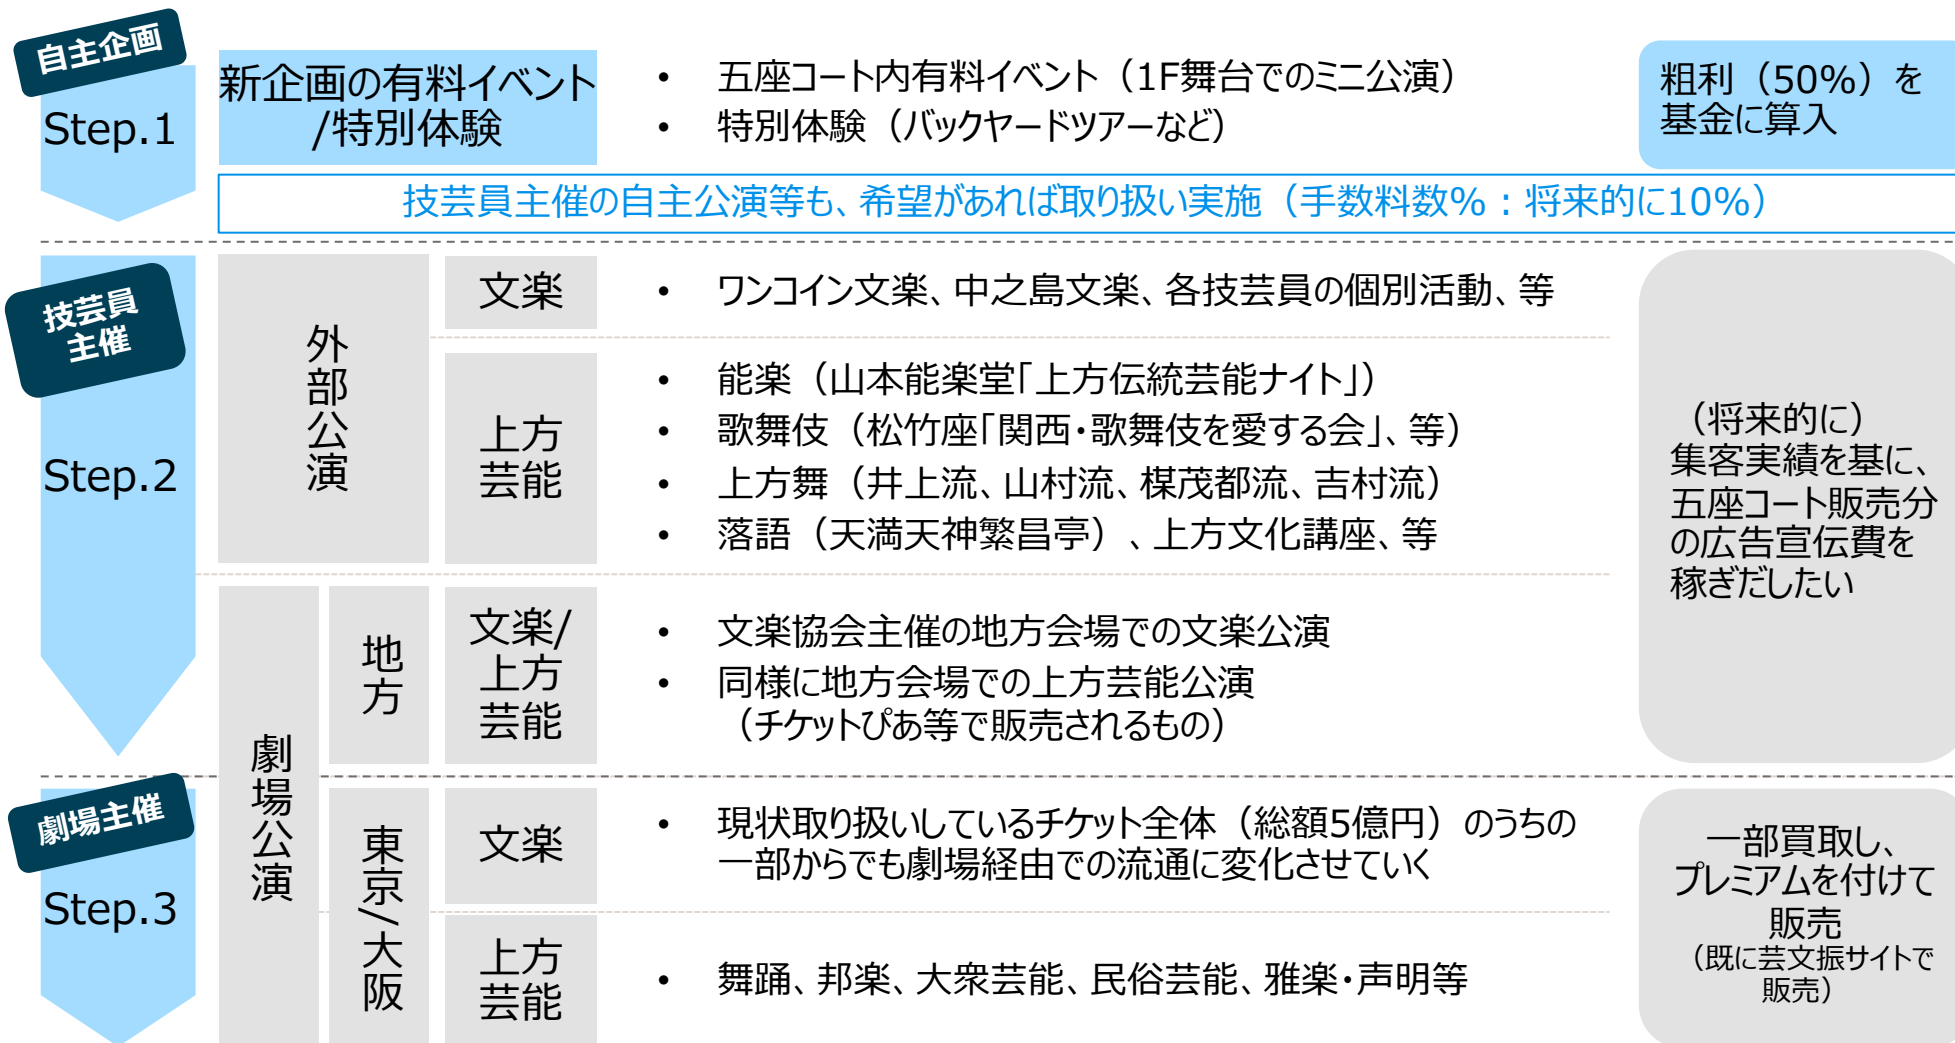 自主企画
Step.1
新企画の有料イベント
/特別体験
• 五座コート内有料イベント（1F舞台でのミニ公演）
• 特別体験（バックヤードツアーなど）
粗利（50%）を
基金に算入
技芸員主催の自主公演等も、希望があれば取り扱い実施（手数料数%：将来的に10%）
技芸員
主催
Step.2
外部公演
文楽
• ワンコイン文楽、中之島文楽、各技芸員の個別活動、等
上方
芸能
• 能楽（山本能楽堂「上方伝統芸能ナイト」）
• 歌舞伎（松竹座「関西・歌舞伎を愛する会」、等）
• 上方舞（井上流、山村流、楳茂都流、吉村流）
• 落語（天満天神繁昌亭）、上方文化講座、等
（将来的に）
集客実績を基に、
五座コート販売分
の広告宣伝費を
稼ぎだしたい
劇場公演
地方
文楽/
上方
芸能
• 文楽協会主催の地方会場での文楽公演
• 同様に地方会場での上方芸能公演
（チケットぴあ等で販売されるもの）
劇場主催
Step.3
東京/大阪
文楽
• 現状取り扱いしているチケット全体（総額5億円）のうちの
一部からでも劇場経由での流通に変化させていく
上方
芸能
• 舞踊、邦楽、大衆芸能、民俗芸能、雅楽・声明等
一部買取し、
プレミアムを付けて
販売
（既に芸文振サイトで
販売）